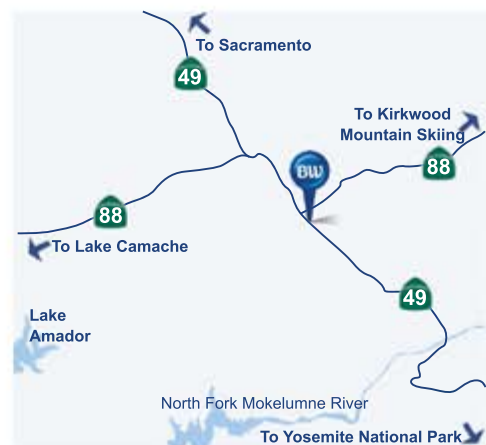 To Sacramento
49
To Kirkwood
Mountain Skiing
88
BW
88
To Lake Camache
49
Lake
Amador
North Fork Mokelumne River
To Yosemite National Park